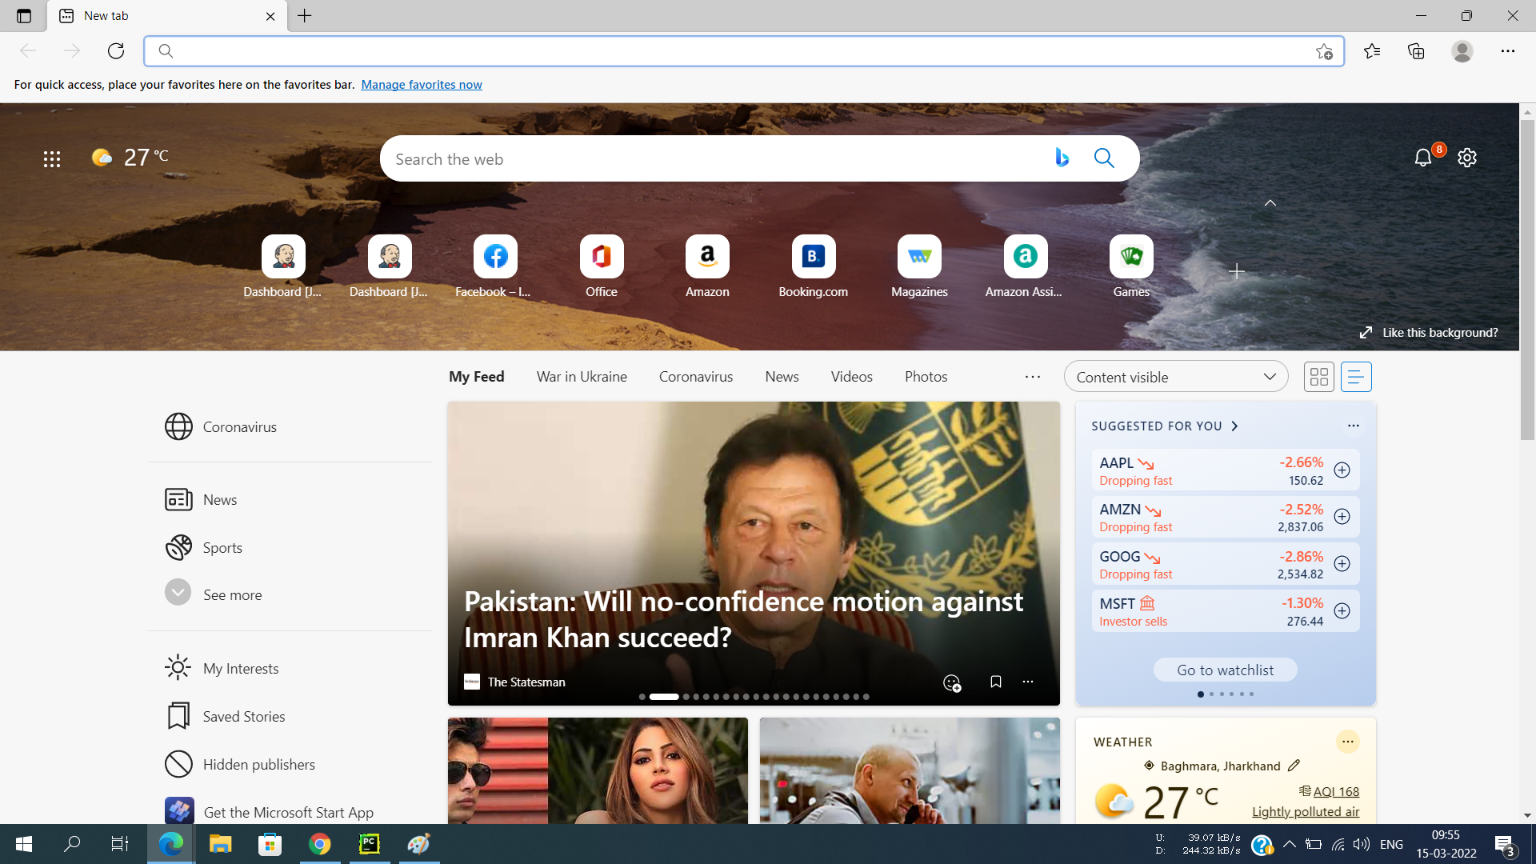 New tab
For quick access, place your favorites here on the favorites bar. Manage favorites now
27 °C
Search the web
8
Dashboard [J...
Dashboard [J...
Facebook – l...
Office
Amazon
B.
Booking.com
Magazines
Amazon Assi...
Games
Like this background?
My Feed
War in Ukraine
Coronavirus
News
Videos
Photos
Content visible
Coronavirus
News
Sports
See more
My Interests
Saved Stories
Hidden publishers
Get the Microsoft Start App
Pakistan: Will no-confidence motion against
Imran Khan succeed?
The Statesman
SUGGESTED FOR YOU
AAPL -2.66%
Dropping fast 150.62
AMZN -2.52%
Dropping fast 2,837.06
GOOG -2.86%
Dropping fast 2,534.82
MSFT -1.30%
Investor sells 276.44
Go to watchlist
WEATHER
Baghmara, Jharkhand
27 °C
AQI 168
Lightly polluted air
PC
U: 39.07 kB/s
D: 244.32 kB/s
ENG
09:55
15-03-2022
3